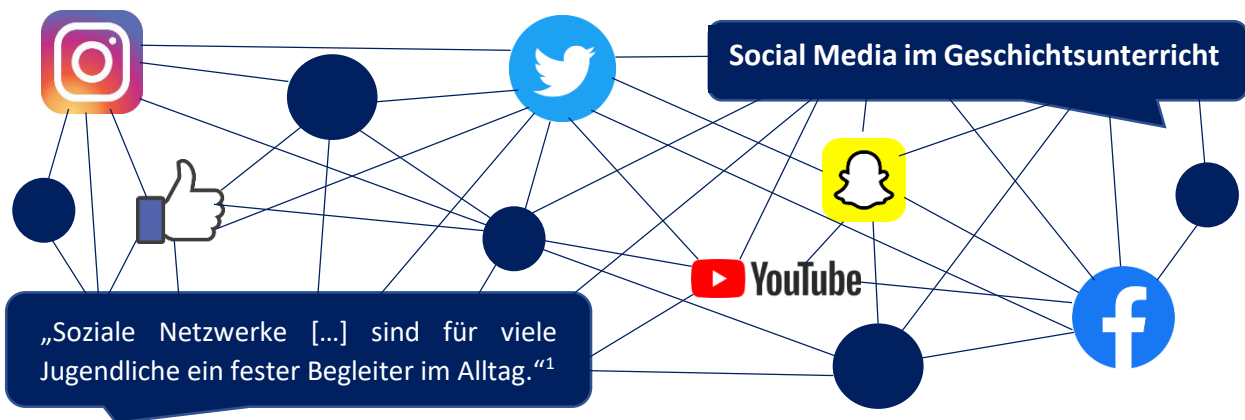 Social Media im Geschichtsunterricht
YouTube
„Soziale Netzwerke […] sind für viele
Jugendliche ein fester Begleiter im Alltag.“1